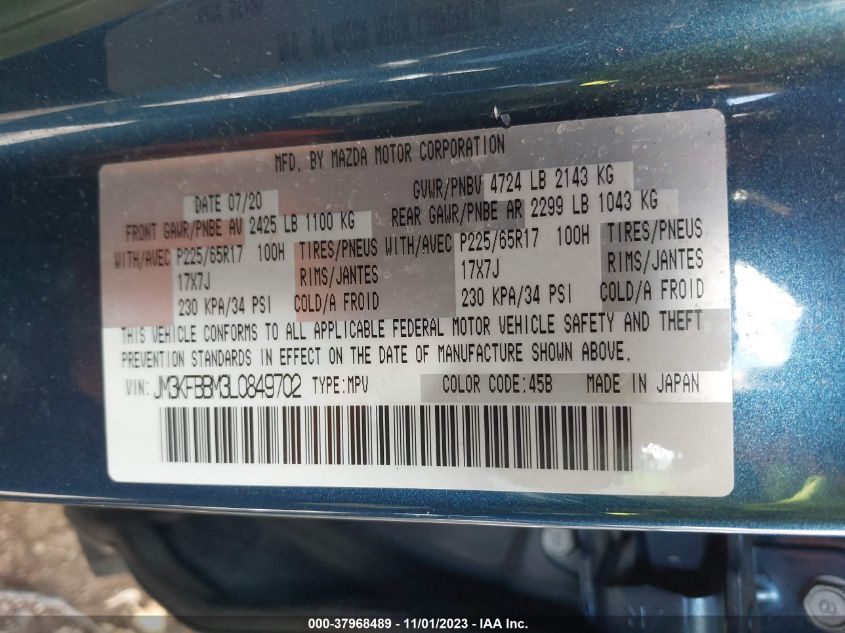 MFD. BY MAZDA MOTOR CORPORATION
DATE 07/20 GVWR/PNBV 4724 LB 2143 KG
FRONT GAWR/PNBE AV 2425 LB 1100 KG REAR GAWR/PNBE AR 2299 LB 1043 KG
WITH/AVEC P225/65R17 100H TIRES/PNEUS WITH/AVEC P225/65R17 100H TIRES/PNEUS
17X7J RIMS/JANTES 17X7J RIMS/JANTES
230 KPA/34 PSI COLD/A FROID 230 KPA/34 PSI COLD/A FROID
THIS VEHICLE CONFORMS TO ALL APPLICABLE FEDERAL MOTOR VEHICLE SAFETY AND THEFT
PREVENTION STANDARDS IN EFFECT ON THE DATE OF MANUFACTURE SHOWN ABOVE.
VIN: JM3KFBBM3L0849702 TYPE:MPV COLOR CODE:45B MADE IN JAPAN
000-37968489 - 11/01/2023 - IAA Inc.